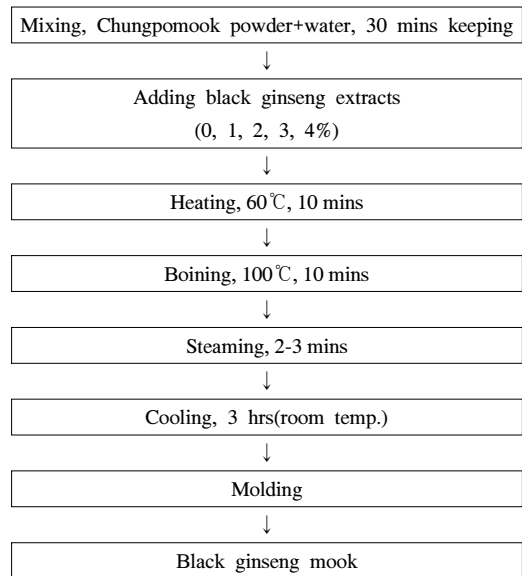 Mixing, Chungpomook powder+water, 30 mins keeping
↓
Adding black ginseng extracts
(0, 1, 2, 3, 4%)
↓
Heating, 60℃, 10 mins
↓
Boining, 100℃, 10 mins
↓
Steaming, 2-3 mins
↓
Cooling, 3 hrs(room temp.)
↓
Molding
↓
Black ginseng mook